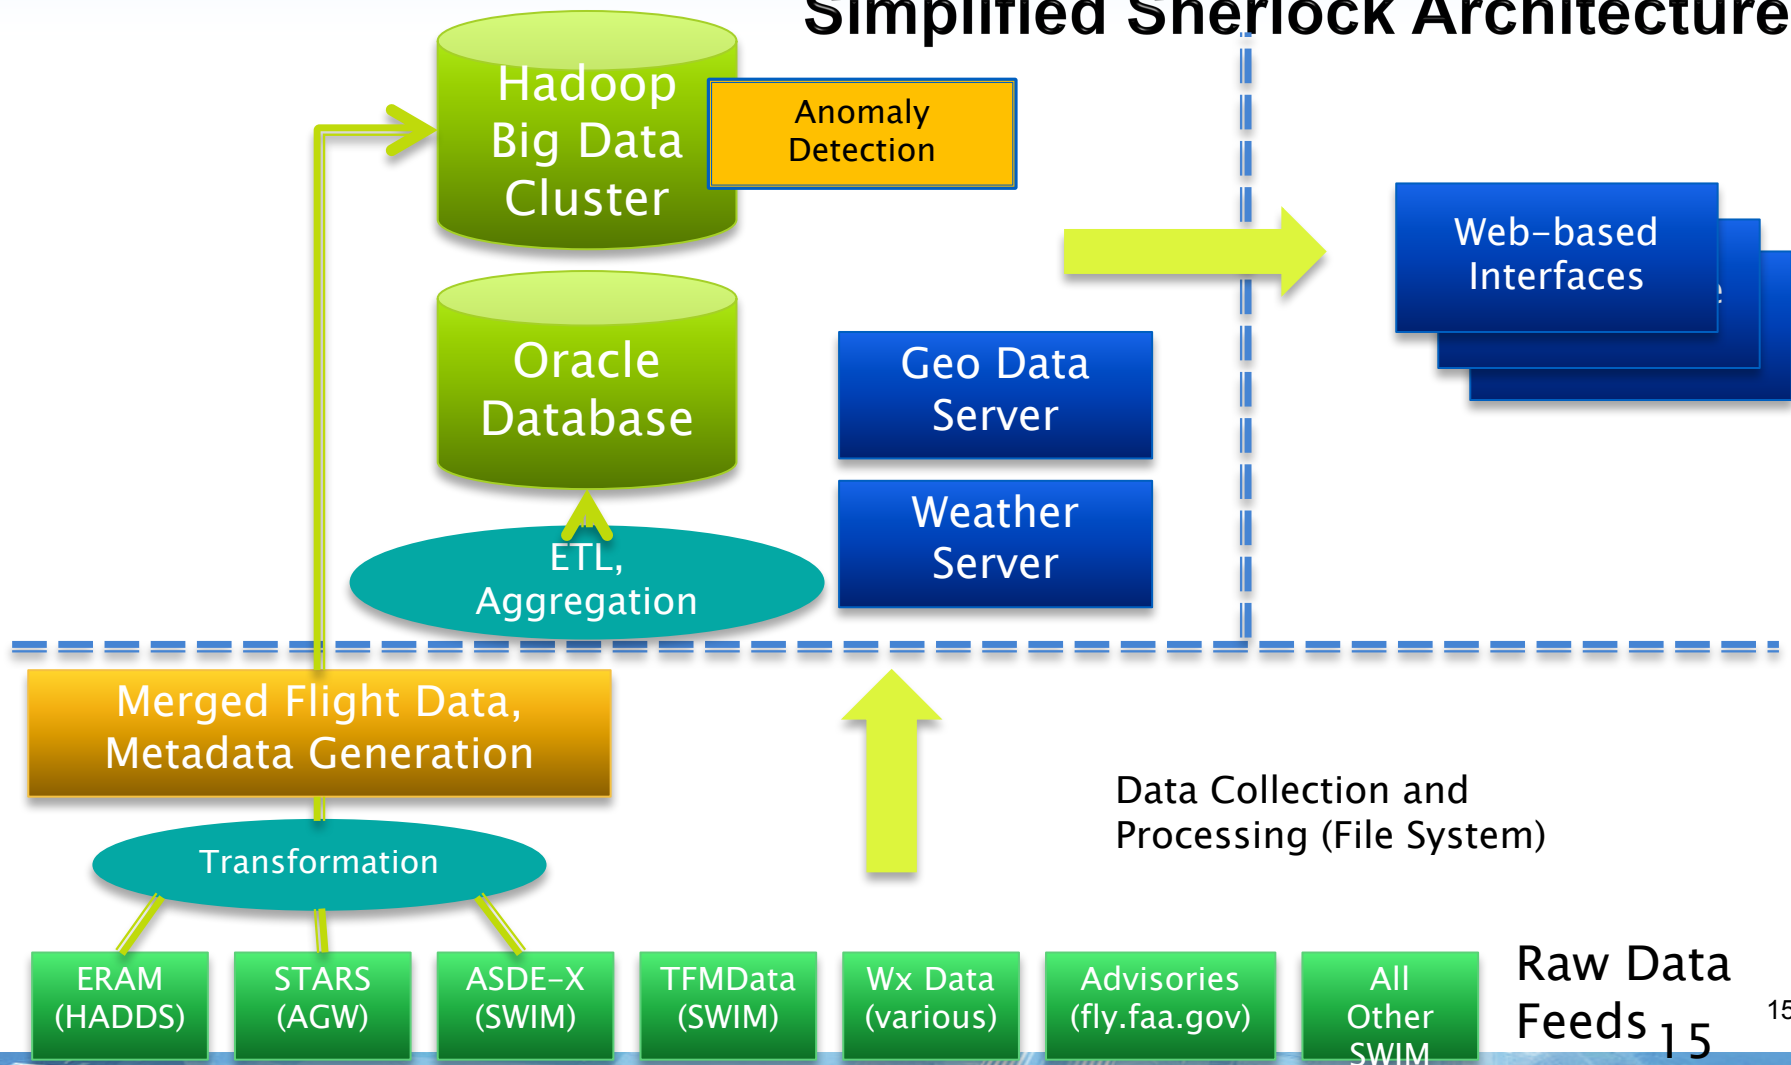 Simplified Sherlock Architecture
Hadoop
Big Data
Cluster
Anomaly
Detection
Web-based
Interfaces
e
Oracle
Database
Geo Data
Server
Weather
Server
ETL,
Aggregation
Merged Flight Data,
Metadata Generation
Data Collection and
Processing (File System)
Transformation
ERAM
(HADDS)
STARS
(AGW)
ASDE-X
(SWIM)
TFMData
(SWIM)
Wx Data
(various)
Advisories
(fly.faa.gov)
All
Other
SWIM
Raw Data
Feeds
15
15